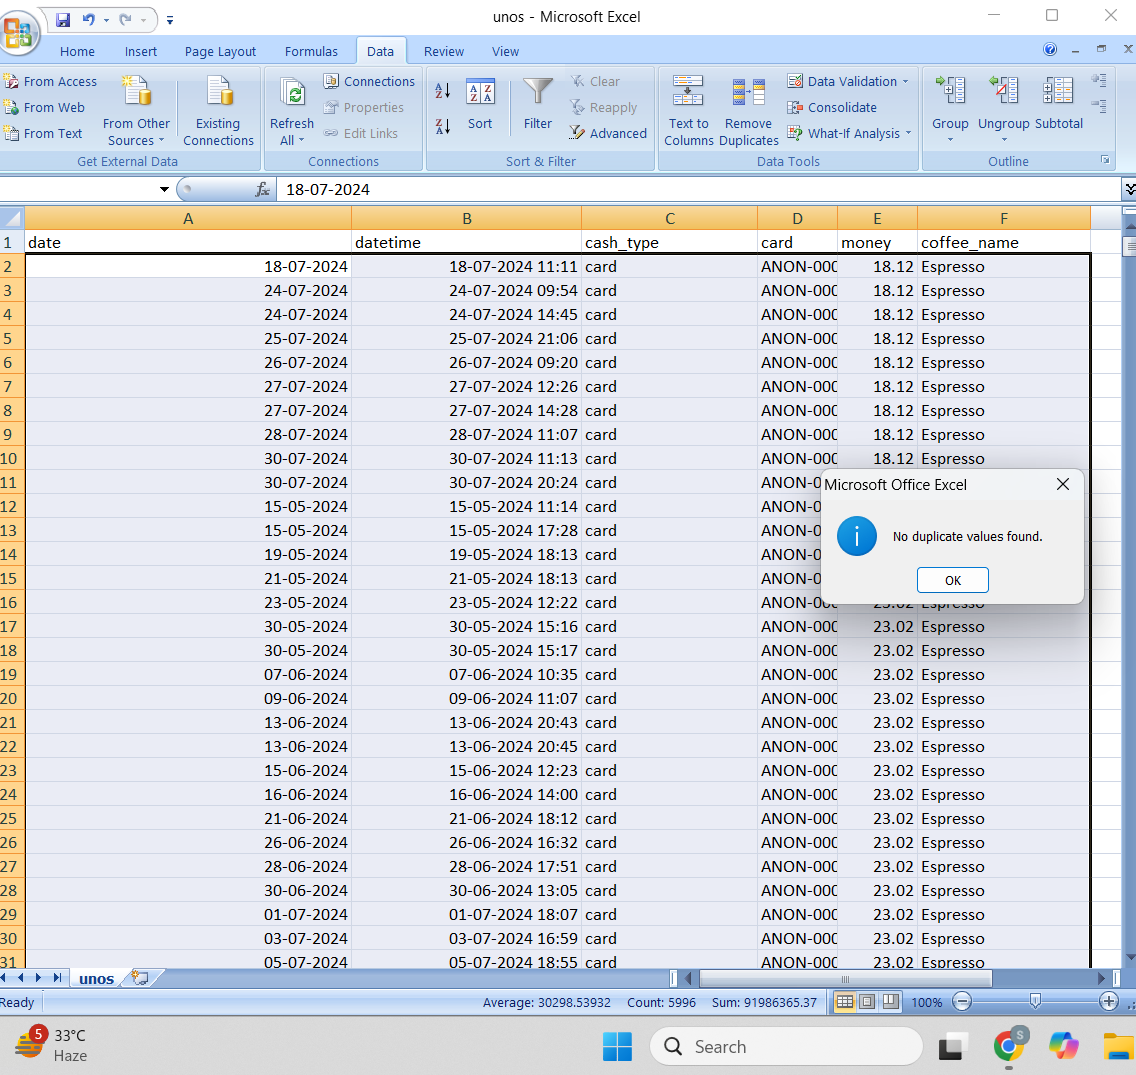 unos - Microsoft Excel
Home Insert Page Layout Formulas Data Review View
From Access
From Web
From Text
From Other Sources
Existing Connections
Get External Data
Refresh All
Connections
Properties
Edit Links
Connections
Sort
Filter
Clear
Reapply
Advanced
Sort & Filter
Text to Columns
Remove Duplicates
Data Validation
Consolidate
What-If Analysis
Data Tools
Group
Ungroup
Subtotal
Outline
fx 18-07-2024
A B C D E F
1 date datetime cash_type card money coffee_name
2 18-07-2024 18-07-2024 11:11 card ANON-000 18.12 Espresso
3 24-07-2024 24-07-2024 09:54 card ANON-000 18.12 Espresso
4 24-07-2024 24-07-2024 14:45 card ANON-000 18.12 Espresso
5 25-07-2024 25-07-2024 21:06 card ANON-000 18.12 Espresso
6 26-07-2024 26-07-2024 09:20 card ANON-000 18.12 Espresso
7 27-07-2024 27-07-2024 12:26 card ANON-000 18.12 Espresso
8 27-07-2024 27-07-2024 14:28 card ANON-000 18.12 Espresso
9 28-07-2024 28-07-2024 11:07 card ANON-000 18.12 Espresso
10 30-07-2024 30-07-2024 11:13 card ANON-000 18.12 Espresso
11 30-07-2024 30-07-2024 20:24 card ANON-0
12 15-05-2024 15-05-2024 11:14 card ANON-0
13 15-05-2024 15-05-2024 17:28 card ANON-0
14 19-05-2024 19-05-2024 18:13 card ANON-0
15 21-05-2024 21-05-2024 18:13 card ANON-0
16 23-05-2024 23-05-2024 12:22 card ANON-000 23.02 Espresso
Microsoft Office Excel
No duplicate values found.
OK
17 30-05-2024 30-05-2024 15:16 card ANON-000 23.02 Espresso
18 30-05-2024 30-05-2024 15:17 card ANON-000 23.02 Espresso
19 07-06-2024 07-06-2024 10:35 card ANON-000 23.02 Espresso
20 09-06-2024 09-06-2024 11:07 card ANON-000 23.02 Espresso
21 13-06-2024 13-06-2024 20:43 card ANON-000 23.02 Espresso
22 13-06-2024 13-06-2024 20:45 card ANON-000 23.02 Espresso
23 15-06-2024 15-06-2024 12:23 card ANON-000 23.02 Espresso
24 16-06-2024 16-06-2024 14:00 card ANON-000 23.02 Espresso
25 21-06-2024 21-06-2024 18:12 card ANON-000 23.02 Espresso
26 26-06-2024 26-06-2024 16:32 card ANON-000 23.02 Espresso
27 28-06-2024 28-06-2024 17:51 card ANON-000 23.02 Espresso
28 30-06-2024 30-06-2024 13:05 card ANON-000 23.02 Espresso
29 01-07-2024 01-07-2024 18:07 card ANON-000 23.02 Espresso
30 03-07-2024 03-07-2024 16:59 card ANON-000 23.02 Espresso
31 05-07-2024 05-07-2024 18:55 card ANON-000 23.02 Espresso
unos
Ready Average: 30298.53932 Count: 5996 Sum: 91986365.37 100%
5 33°C
Haze
Search
S